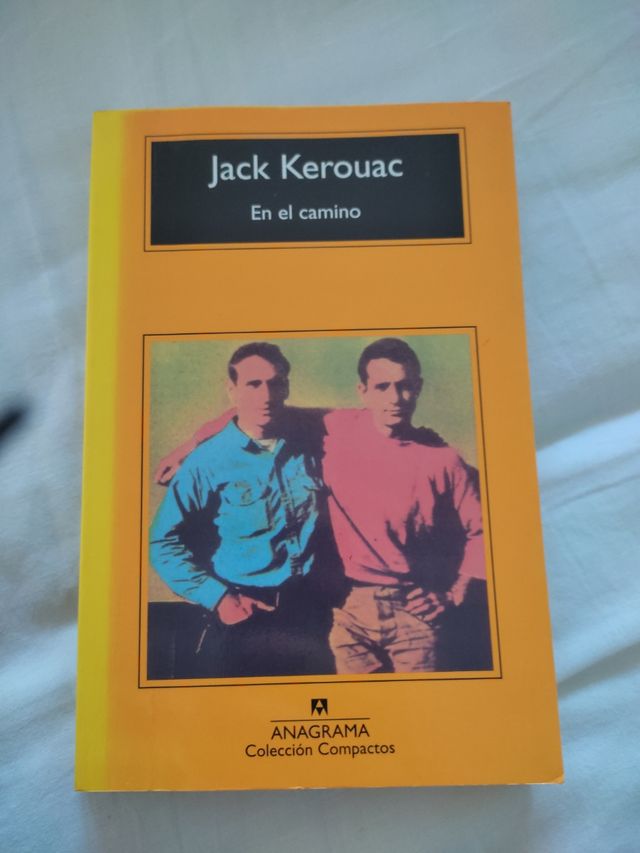 Jack Kerouac
En el camino
ANAGRAMA
Colección Compactos